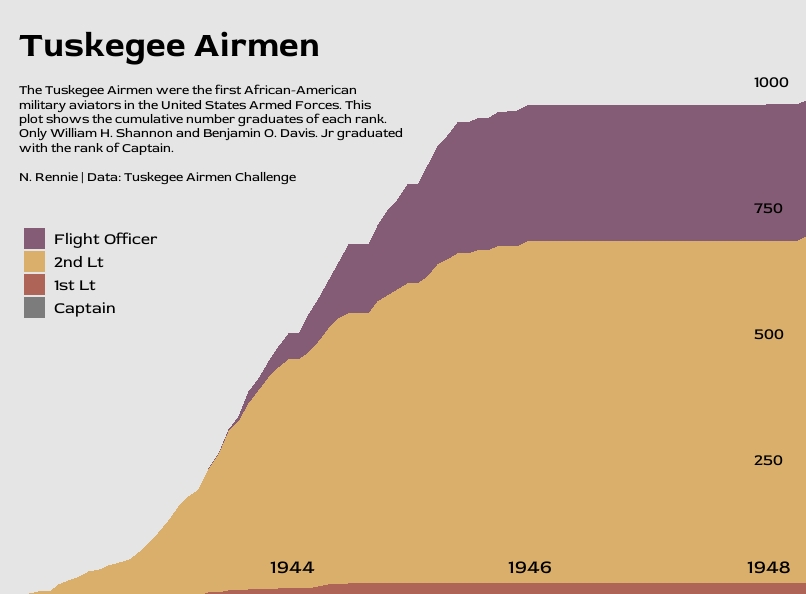 Tuskegee Airmen
The Tuskegee Airmen were the first African-American
military aviators in the United States Armed Forces. This
plot shows the cumulative number graduates of each rank.
Only William H. Shannon and Benjamin O. Davis. Jr graduated
with the rank of Captain.
N. Rennie | Data: Tuskegee Airmen Challenge
Flight Officer
2nd Lt
1st Lt
Captain
1000
750
500
250
1944 1946 1948